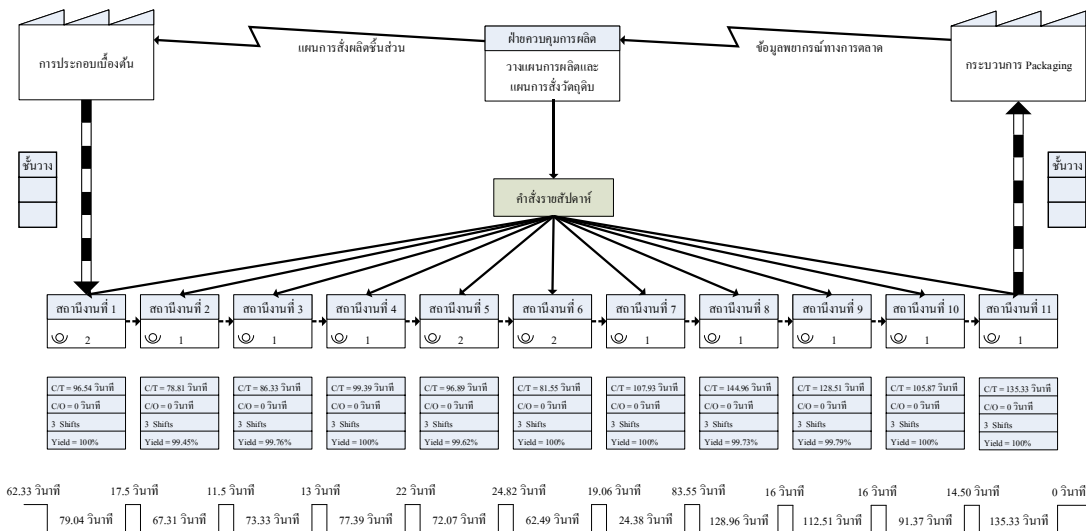 การประกอบเบื้องต้น
แผนการสั่งผลิตชิ้นส่วน
ฝ่ายควบคุมการผลิต
วางแผนการผลิตและ
แผนการสั่งวัตถุดิบ
ข้อมูลพยากรณ์ทางการตลาด
กระบวนการ Packaging
ชั้นวาง
ชั้นวาง
คำสั่งรายสัปดาห์
สถานีงานที่ 1 สถานีงานที่ 2 สถานีงานที่ 3 สถานีงานที่ 4 สถานีงานที่ 5 สถานีงานที่ 6 สถานีงานที่ 7 สถานีงานที่ 8 สถานีงานที่ 9 สถานีงานที่ 10 สถานีงานที่ 11
2 1 1 1 2 2 1 1 1 1 1
C/T = 96.54 วินาที C/T = 78.81 วินาที C/T = 86.33 วินาที C/T = 99.39 วินาที C/T = 96.89 วินาที C/T = 81.55 วินาที C/T = 107.93 วินาที C/T = 144.96 วินาที C/T = 128.51 วินาที C/T = 105.87 วินาที C/T = 135.33 วินาที
C/O = 0 วินาที C/O = 0 วินาที C/O = 0 วินาที C/O = 0 วินาที C/O = 0 วินาที C/O = 0 วินาที C/O = 0 วินาที C/O = 0 วินาที C/O = 0 วินาที C/O = 0 วินาที C/O = 0 วินาที
3 Shifts 3 Shifts 3 Shifts 3 Shifts 3 Shifts 3 Shifts 3 Shifts 3 Shifts 3 Shifts 3 Shifts 3 Shifts
Yield = 100% Yield = 99.45% Yield = 99.76% Yield = 100% Yield = 99.62% Yield = 100% Yield = 100% Yield = 99.73% Yield = 99.79% Yield = 100% Yield = 100%
62.33 วินาที 17.5 วินาที 11.5 วินาที 13 วินาที 22 วินาที 24.82 วินาที 19.06 วินาที 83.55 วินาที 16 วินาที 16 วินาที 14.50 วินาที 0 วินาที
79.04 วินาที 67.31 วินาที 73.33 วินาที 77.39 วินาที 72.07 วินาที 62.49 วินาที 24.38 วินาที 128.96 วินาที 112.51 วินาที 91.37 วินาที 135.33 วินาที